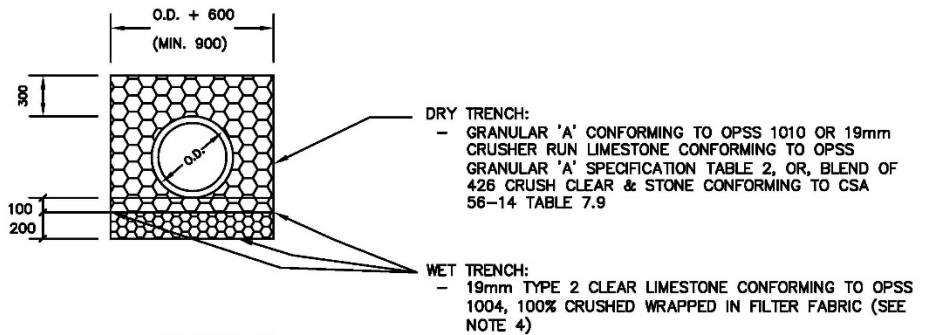 O.D. + 600
(MIN. 900)
300
O.D.
100
200
DRY TRENCH:
– GRANULAR 'A' CONFORMING TO OPSS 1010 OR 19mm
CRUSHER RUN LIMESTONE CONFORMING TO OPSS
GRANULAR 'A' SPECIFICATION TABLE 2, OR, BLEND OF
426 CRUSH CLEAR & STONE CONFORMING TO CSA
56–14 TABLE 7.9
WET TRENCH:
– 19mm TYPE 2 CLEAR LIMESTONE CONFORMING TO OPSS
1004, 100% CRUSHED WRAPPED IN FILTER FABRIC (SEE
NOTE 4)